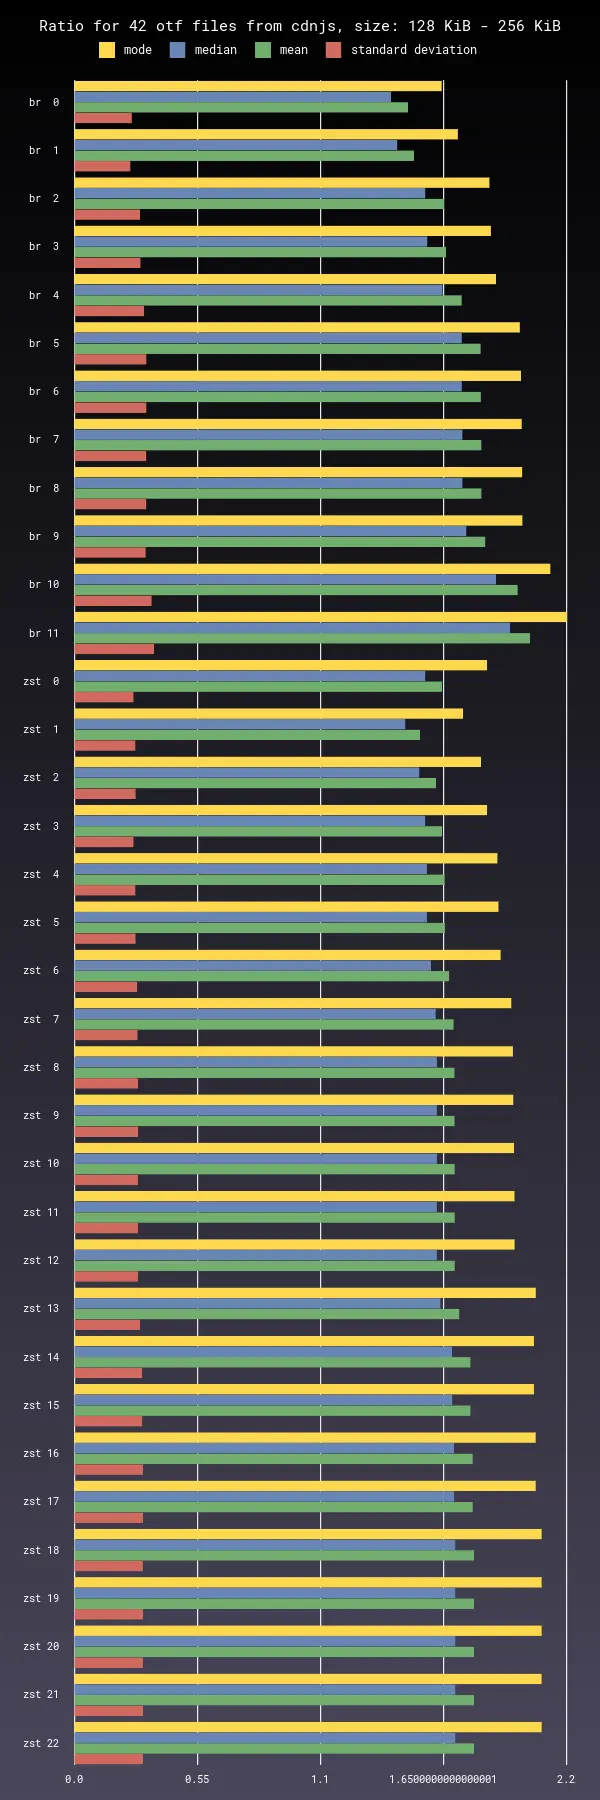 Ratio for 42 otf files from cdnjs, size: 128 KiB - 256 KiB
mode median mean standard deviation
br 0
br 1
br 2
br 3
br 4
br 5
br 6
br 7
br 8
br 9
br 10
br 11
zst 0
zst 1
zst 2
zst 3
zst 4
zst 5
zst 6
zst 7
zst 8
zst 9
zst 10
zst 11
zst 12
zst 13
zst 14
zst 15
zst 16
zst 17
zst 18
zst 19
zst 20
zst 21
zst 22
0.0 0.55 1.1 1.6500000000000001 2.2